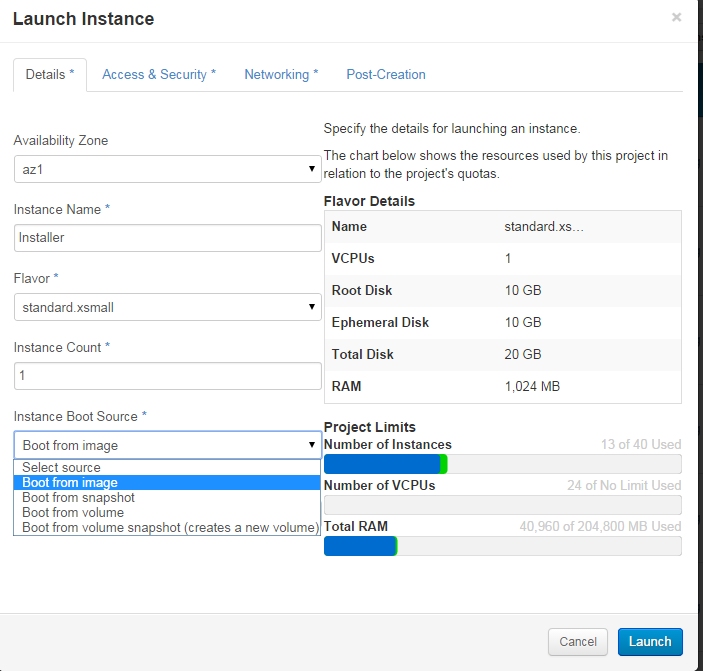 Launch Instance ×
Details * Access & Security * Networking * Post-Creation
Availability Zone
az1
Instance Name *
Installer
Flavor *
standard.xsmall
Instance Count *
1
Instance Boot Source *
Boot from image
Select source
Boot from image
Boot from snapshot
Boot from volume
Boot from volume snapshot (creates a new volume)
Specify the details for launching an instance.
The chart below shows the resources used by this project in
relation to the project's quotas.
Flavor Details
Name standard.xs...
VCPUs 1
Root Disk 10 GB
Ephemeral Disk 10 GB
Total Disk 20 GB
RAM 1,024 MB
Project Limits
Number of Instances 13 of 40 Used
Number of VCPUs 24 of No Limit Used
Total RAM 40,960 of 204,800 MB Used
Cancel Launch